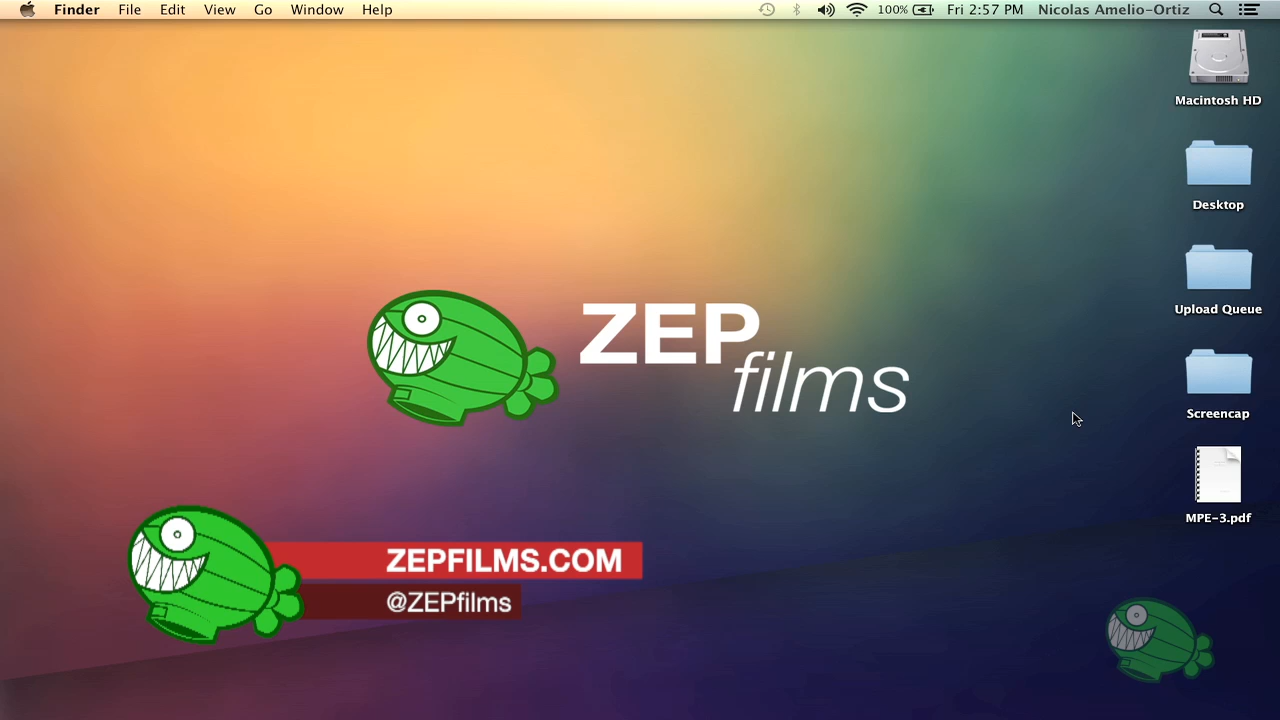 Finder File Edit View Go Window Help 100% Fri 2:57 PM Nicolas Amelio-Ortiz
Macintosh HD
Desktop
Upload Queue
Screencap
MPE-3.pdf
ZEP
films
ZEPFILMS.COM
@ZEPfilms